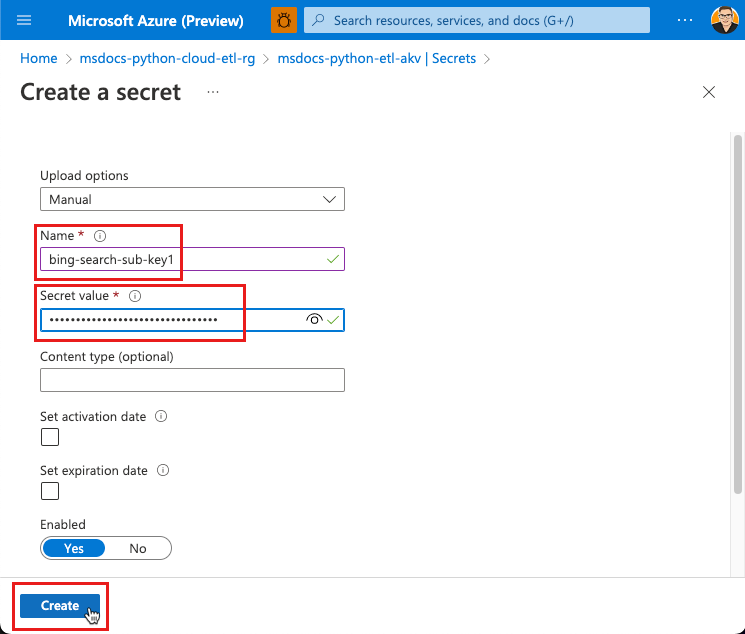 Microsoft Azure (Preview)
Search resources, services, and docs (G+/)
Home > msdocs-python-cloud-etl-rg > msdocs-python-etl-akv | Secrets >
Create a secret ...
Upload options
Manual
Name *
bing-search-sub-key1
Secret value *
••••••••••••••••••••••••••••••••
Content type (optional)
Set activation date
Set expiration date
Enabled
Yes No
Create